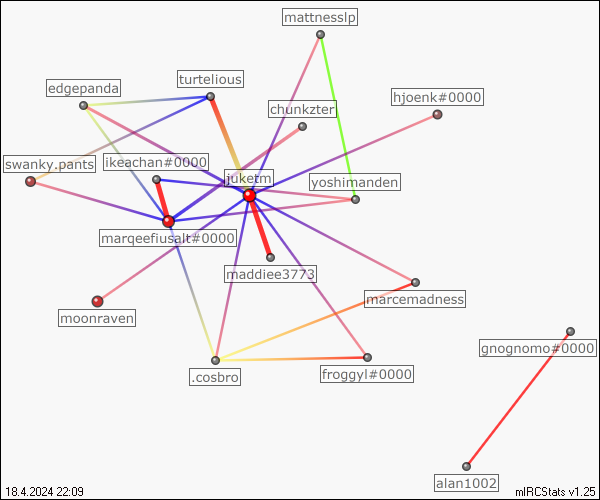 mattnesslp
turtelious
edgepanda
hjoenk#0000
chunkzter
swanky.pants
ikeachan#0000
juketm
yoshimanden
marqeefiusalt#0000
maddiee3773
marcemadness
moonraven
gnognomo#0000
.cosbro
froggyl#0000
alan1002
18.4.2024 22:09
mIRCStats v1.25